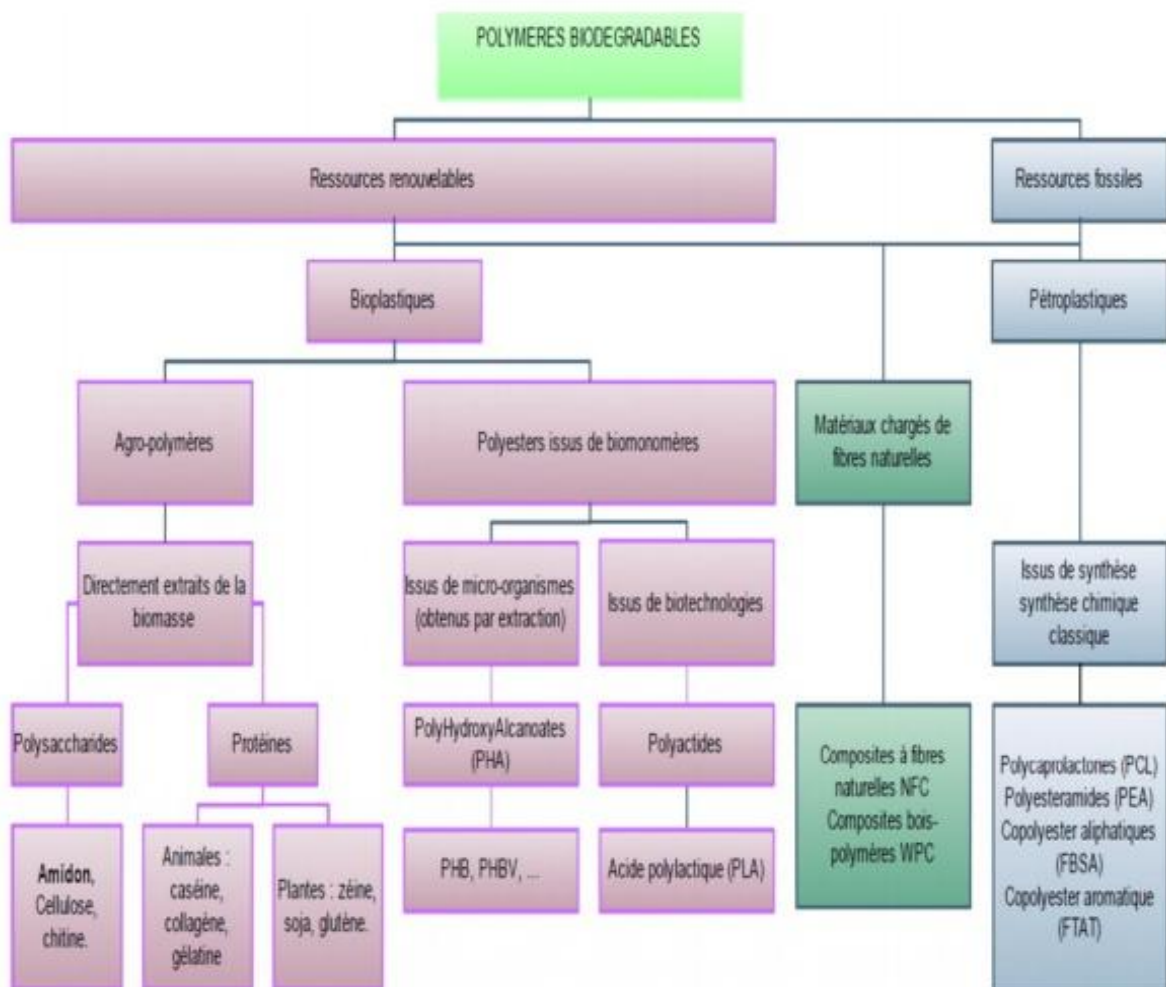 POLYMERES BIODEGRADABLES
Ressources renouvelables
Ressources fossiles
Bioplastiques
Pétroplastiques
Agro-polymères
Polyesters issus de biomonomères
Matériaux chargés de
fibres naturelles
Directement extraits de la
biomasse
Issus de micro-organismes
(obtenus par extraction)
Issus de biotechnologies
Issus de synthèse
synthèse chimique
classique
Polysaccharides
Protéines
PolyHydroxyAlcanoates
(PHA)
Polyactides
Composites à fibres
naturelles NFC
Composites bois-
polymères WPC
Polycaprolactones (PCL)
Polyesteramides (PEA)
Copolyester aliphatiques
(FBSA)
Copolyester aromatique
(FTAT)
Amidon,
Cellulose,
chitine.
Animales :
caséine,
collagène,
gélatine
Plantes : zéine,
soja, glutène.
PHB, PHBV, ...
Acide polylactique (PLA)